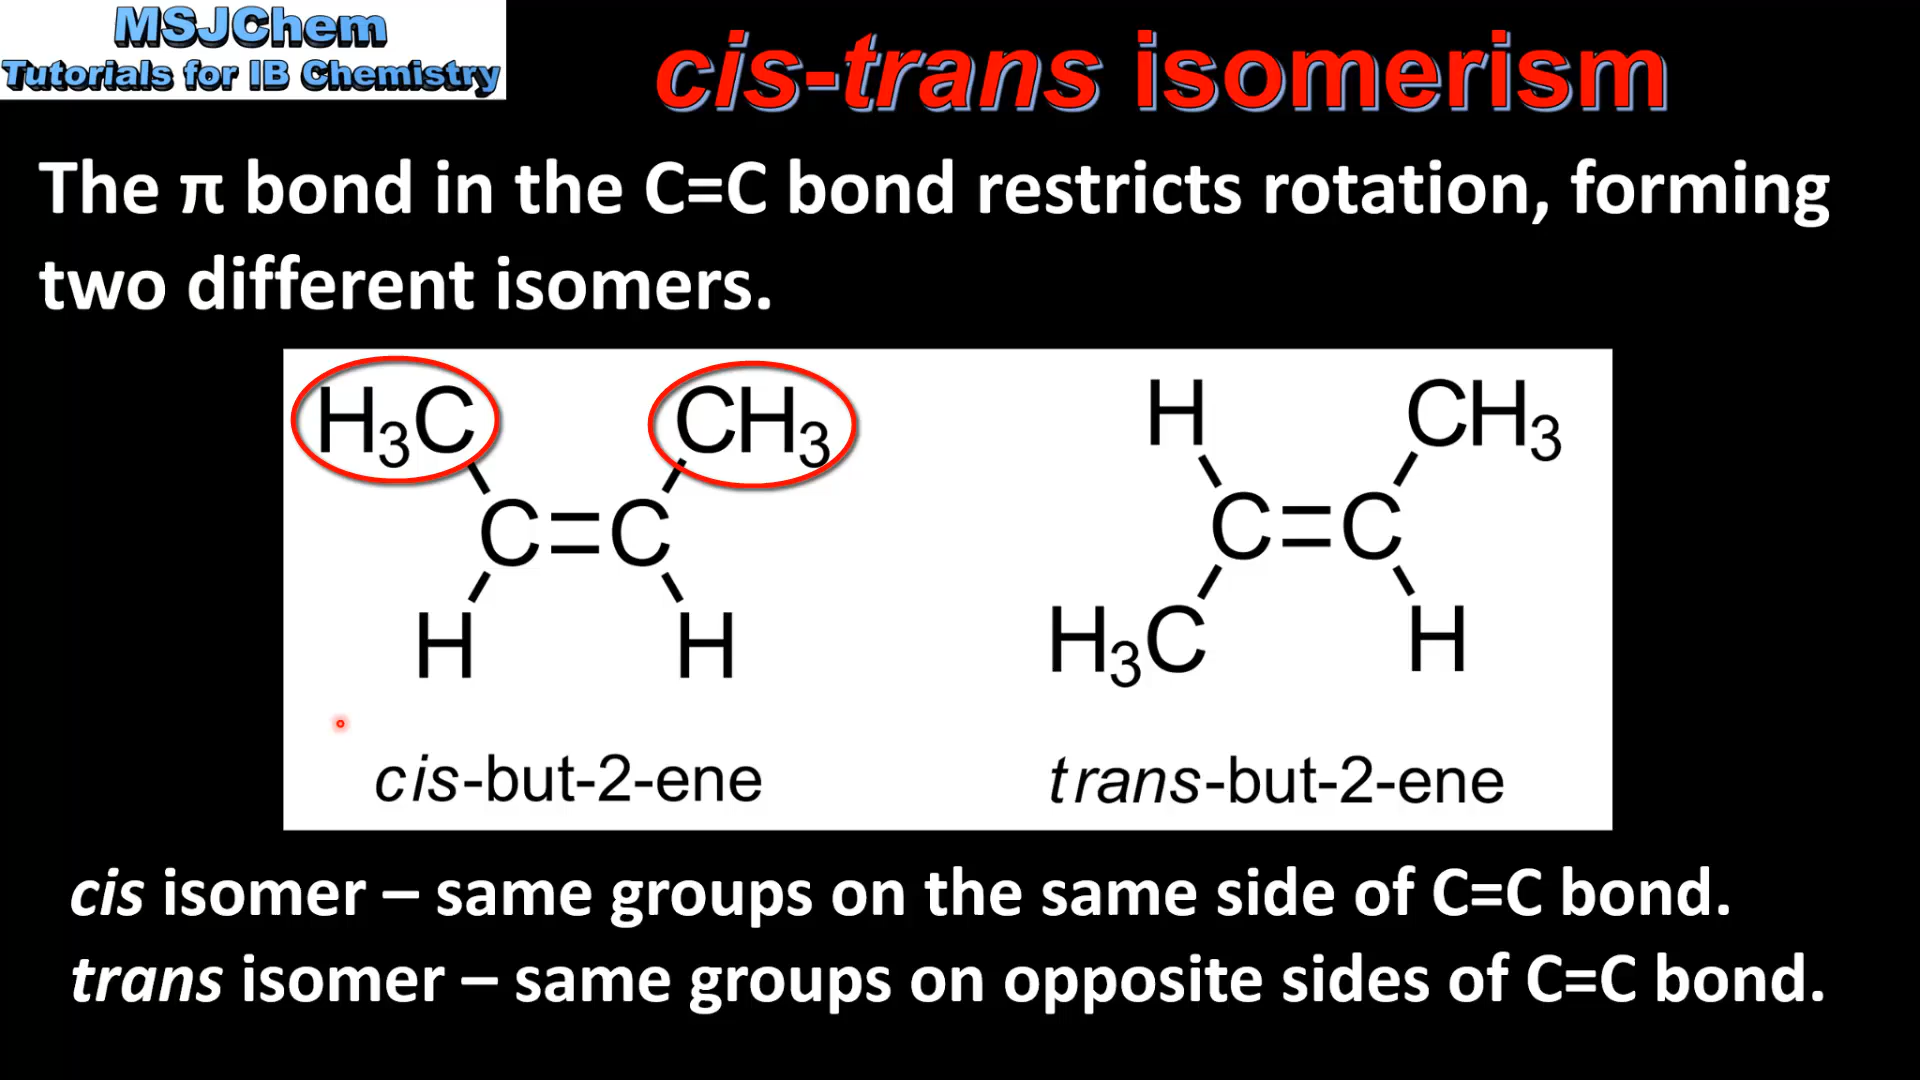 MSJChem
Tutorials for IB Chemistry
cis-trans isomerism
The π bond in the C=C bond restricts rotation, forming
two different isomers.
H₃C CH₃
C=C
H H
cis-but-2-ene
H CH₃
C=C
H₃C H
trans-but-2-ene
cis isomer – same groups on the same side of C=C bond.
trans isomer – same groups on opposite sides of C=C bond.